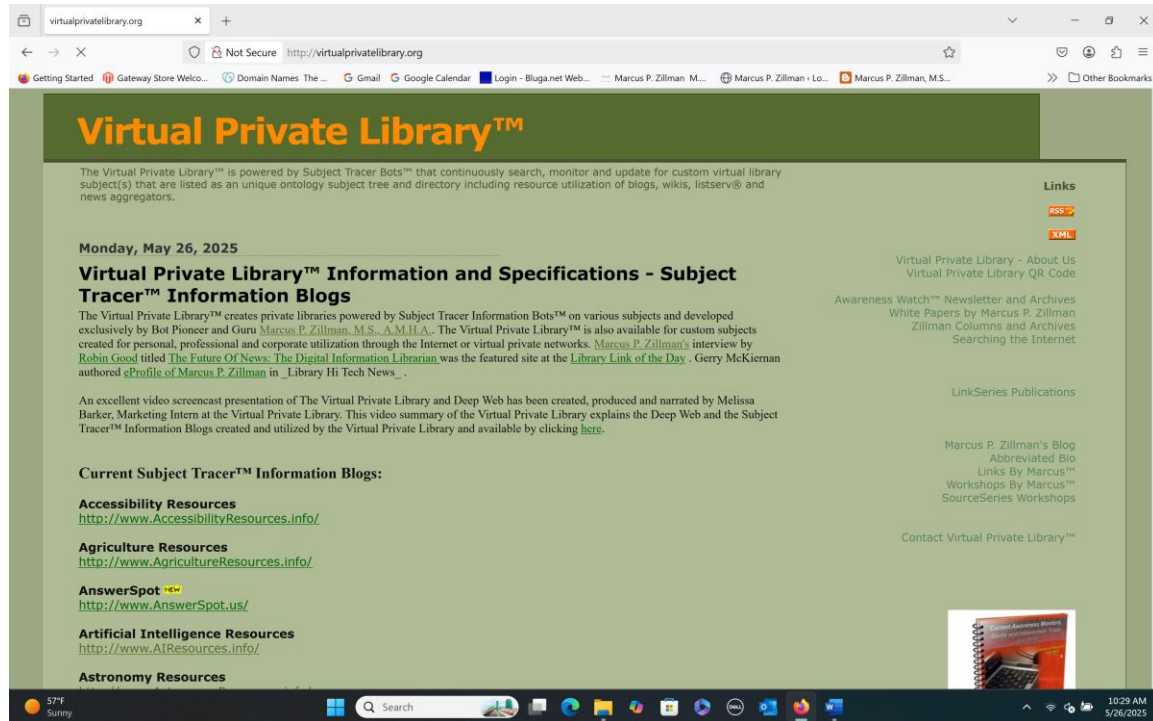 virtualprivatelibrary.org
Not Secure http://virtualprivatelibrary.org
Getting Started Gateway Store Welco... Domain Names The ... Gmail Google Calendar Login - Bluga.net Web... Marcus P. Zillman M.... Marcus P. Zillman ‹ Lo... Marcus P. Zillman, M.S... Other Bookmarks
Virtual Private Library™
The Virtual Private Library™ is powered by Subject Tracer Bots™ that continuously search, monitor and update for custom virtual library
subject(s) that are listed as an unique ontology subject tree and directory including resource utilization of blogs, wikis, listserv® and
news aggregators.
Monday, May 26, 2025
Virtual Private Library™ Information and Specifications - Subject
Tracer™ Information Blogs
The Virtual Private Library™ creates private libraries powered by Subject Tracer Information Bots™ on various subjects and developed
exclusively by Bot Pioneer and Guru Marcus P. Zillman, M.S., A.M.H.A.. The Virtual Private Library™ is also available for custom subjects
created for personal, professional and corporate utilization through the Internet or virtual private networks. Marcus P. Zillman's interview by
Robin Good titled The Future Of News: The Digital Information Librarian was the featured site at the Library Link of the Day . Gerry McKiernan
authored eProfile of Marcus P. Zillman in _Library Hi Tech News_ .
An excellent video screencast presentation of The Virtual Private Library and Deep Web has been created, produced and narrated by Melissa
Barker, Marketing Intern at the Virtual Private Library. This video summary of the Virtual Private Library explains the Deep Web and the Subject
Tracer™ Information Blogs created and utilized by the Virtual Private Library and available by clicking here.
Current Subject Tracer™ Information Blogs:
Accessibility Resources
http://www.AccessibilityResources.info/
Agriculture Resources
http://www.AgricultureResources.info/
AnswerSpot NEW
http://www.AnswerSpot.us/
Artificial Intelligence Resources
http://www.AIResources.info/
Astronomy Resources
Links
RSS
XML
Virtual Private Library - About Us
Virtual Private Library QR Code
Awareness Watch™ Newsletter and Archives
White Papers by Marcus P. Zillman
Zillman Columns and Archives
Searching the Internet
LinkSeries Publications
Marcus P. Zillman's Blog
Abbreviated Bio
Links By Marcus™
Workshops By Marcus™
SourceSeries Workshops
Contact Virtual Private Library™
57°F
Sunny
Search
DELL
10:29 AM
5/26/2025